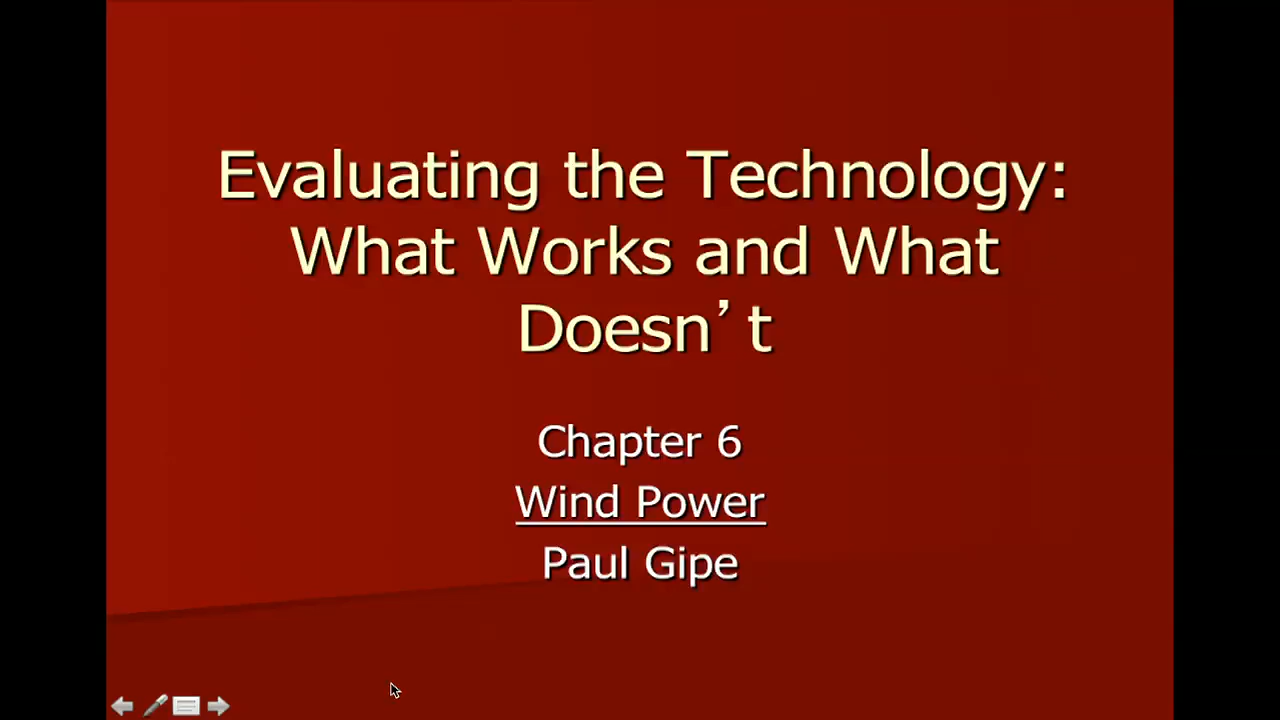 Evaluating the Technology:
What Works and What
Doesn’t
Chapter 6
Wind Power
Paul Gipe